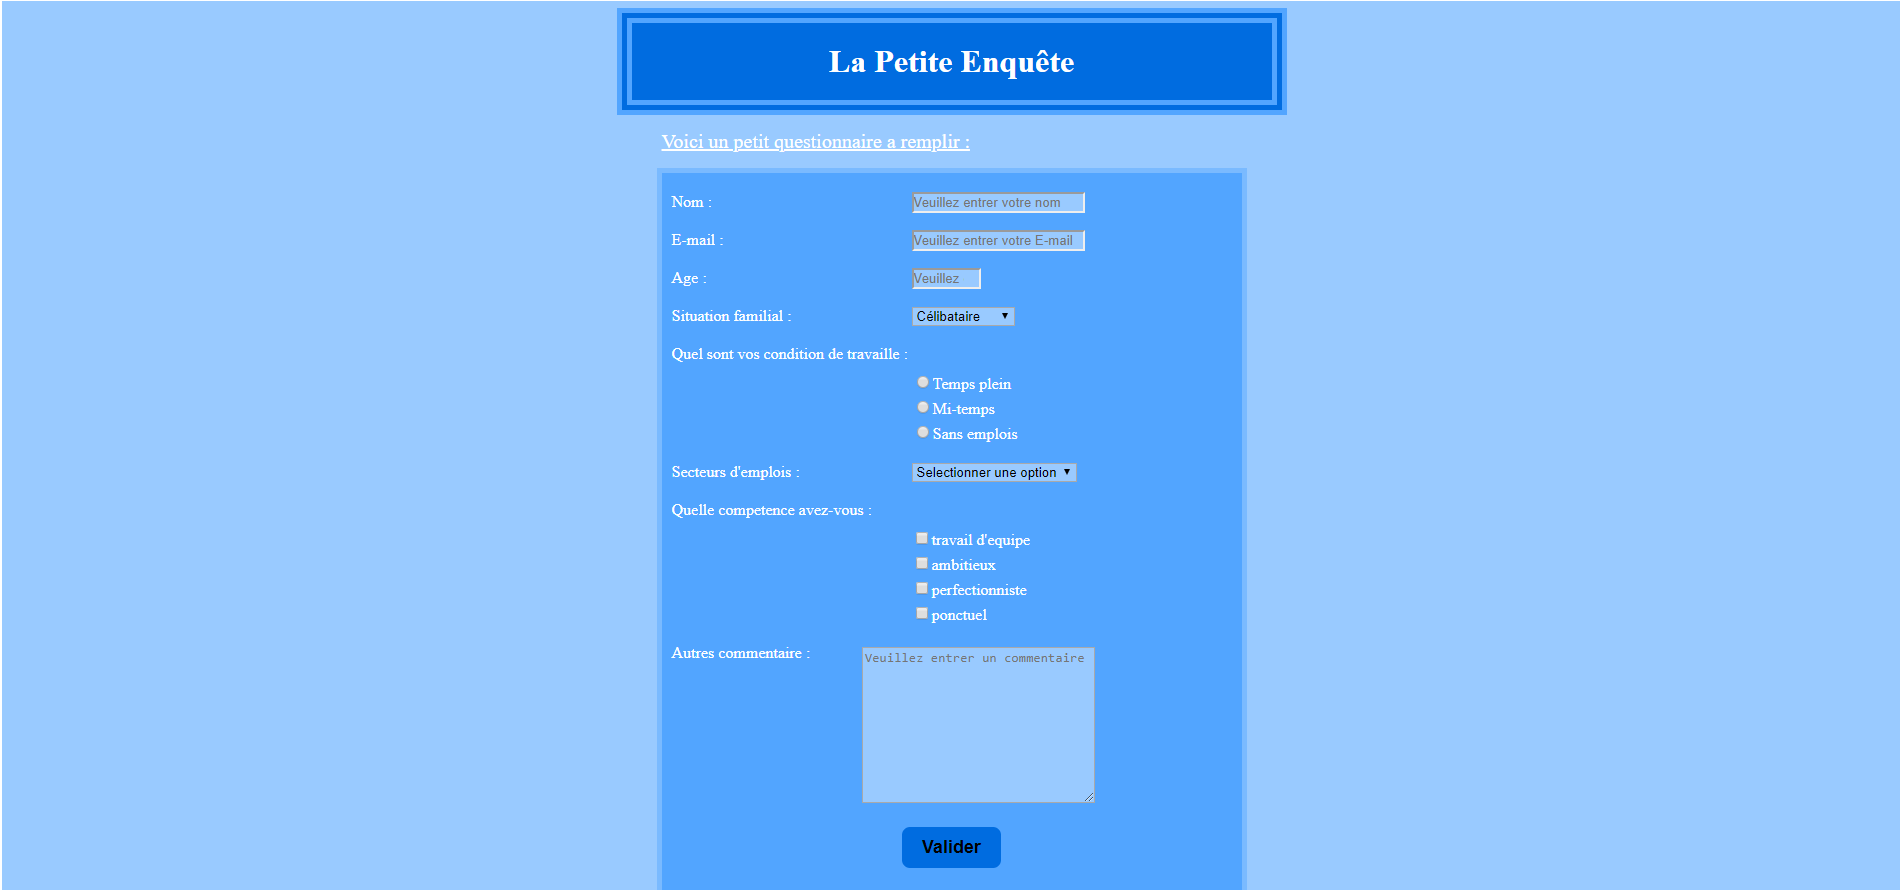 La Petite Enquête
Voici un petit questionnaire a remplir :
Nom : Veuillez entrer votre nom
E-mail : Veuillez entrer votre E-mail
Age : Veuillez
Situation familial : Célibataire
Quel sont vos condition de travaille :
Temps plein
Mi-temps
Sans emplois
Secteurs d'emplois : Selectionner une option
Quelle competence avez-vous :
travail d'equipe
ambitieux
perfectionniste
ponctuel
Autres commentaire : Veuillez entrer un commentaire
Valider